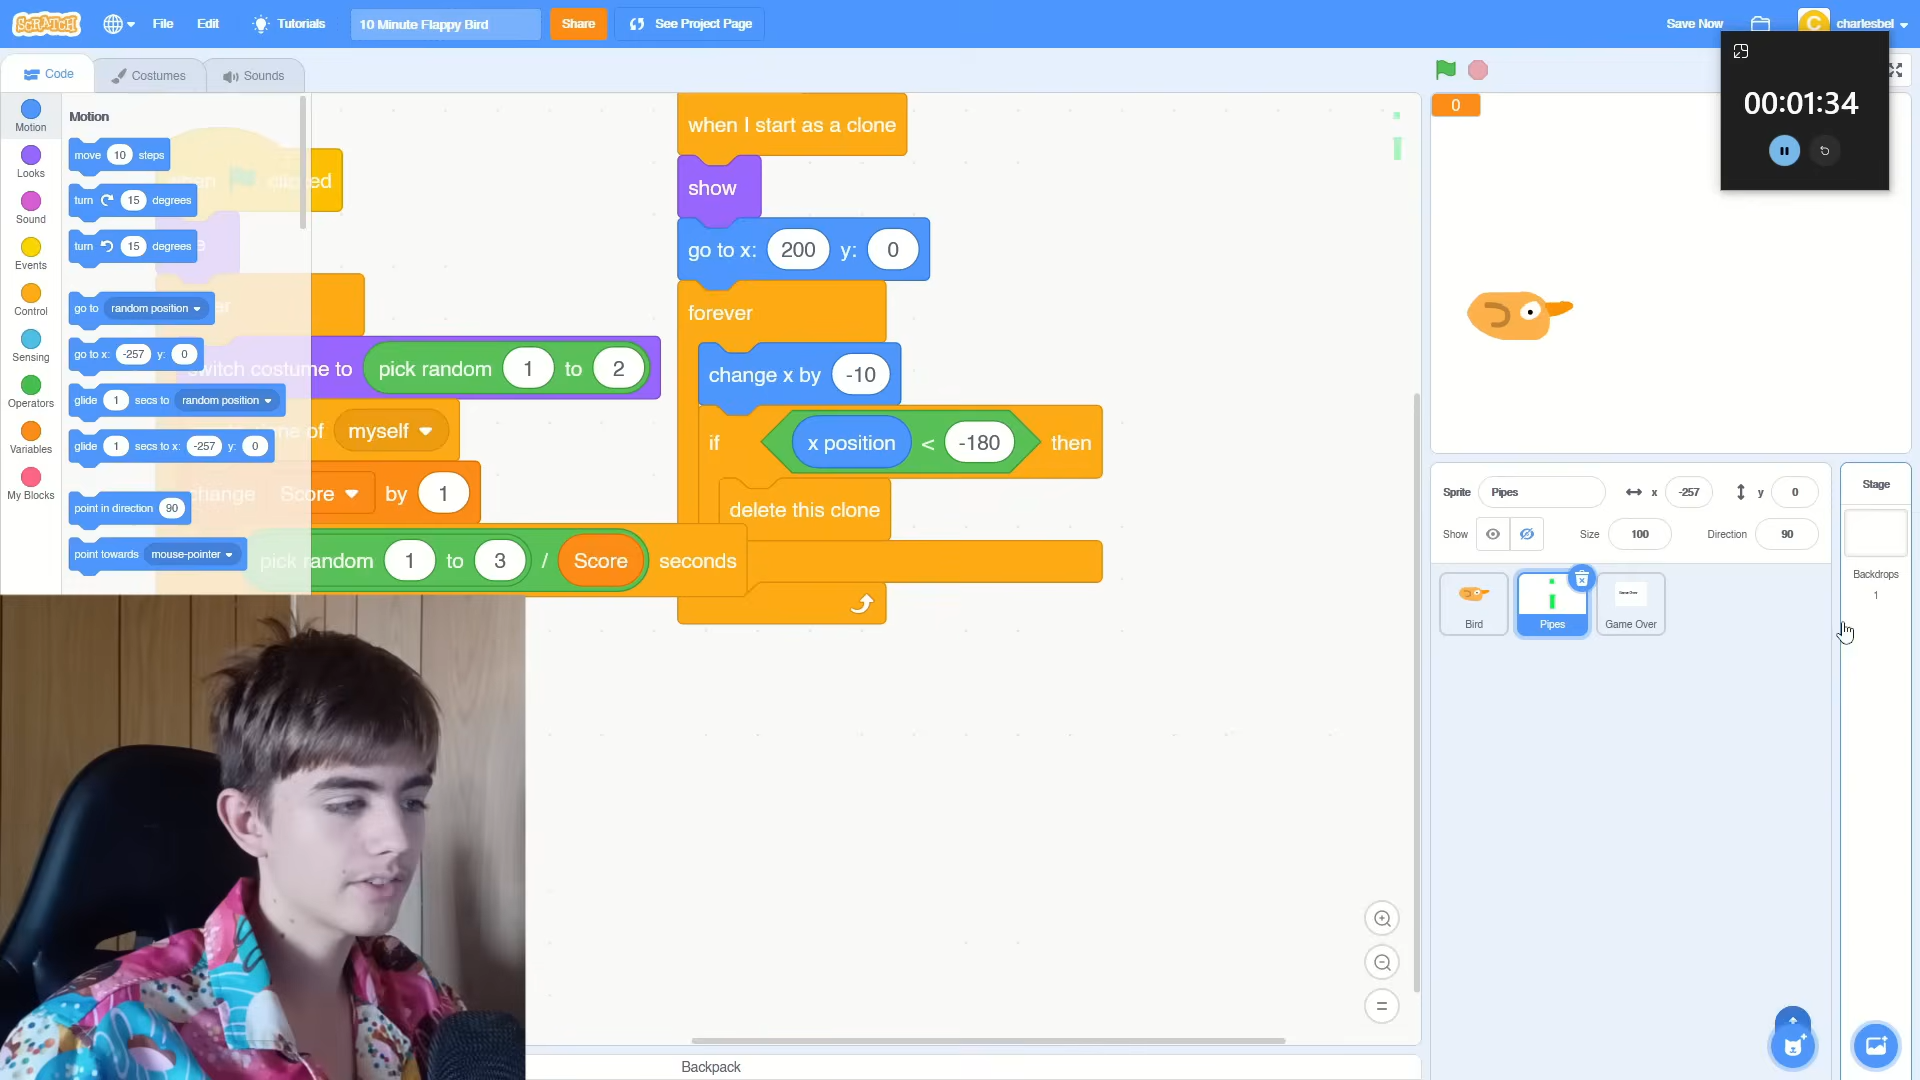 SCRATCH
File
Edit
Tutorials
10 Minute Flappy Bird
Share
See Project Page
Save Now
C
charlesbel
Code
Costumes
Sounds
00:01:34
0
Motion
Looks
Sound
Events
Control
Sensing
Operators
Variables
My Blocks
Motion
move 10 steps
turn 15 degrees
turn 15 degrees
go to random position
go to x: -257 y: 0
glide 1 secs to random position
glide 1 secs to x: -257 y: 0
point in direction 90
point towards mouse-pointer
switch costume to pick random 1 to 2
of myself
change Score by 1
pick random 1 to 3 / Score seconds
when I start as a clone
show
go to x: 200 y: 0
forever
change x by -10
if x position < -180 then
delete this clone
Sprite Pipes x -257 y 0
Show Size 100 Direction 90
Bird
Pipes
Game Over
Stage
Backdrops
1
Backpack